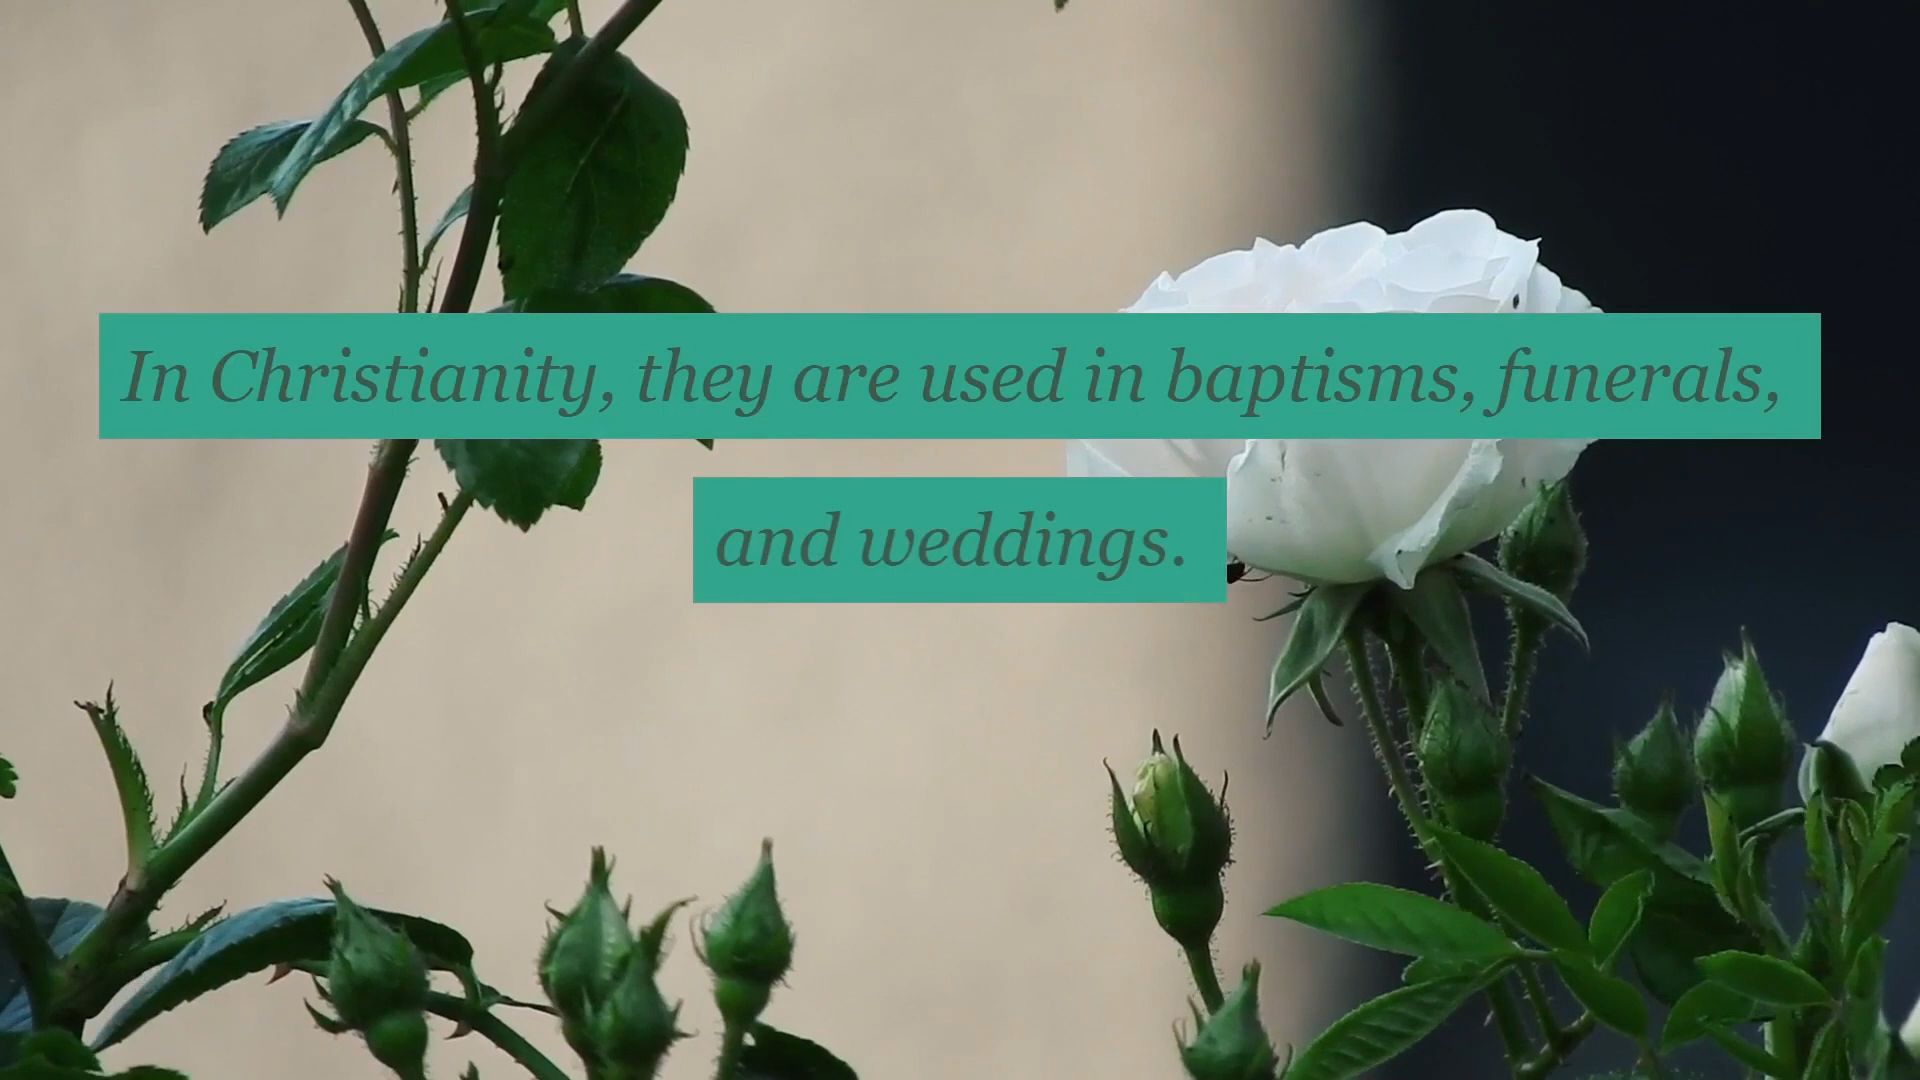 In Christianity, they are used in baptisms, funerals,
and weddings.